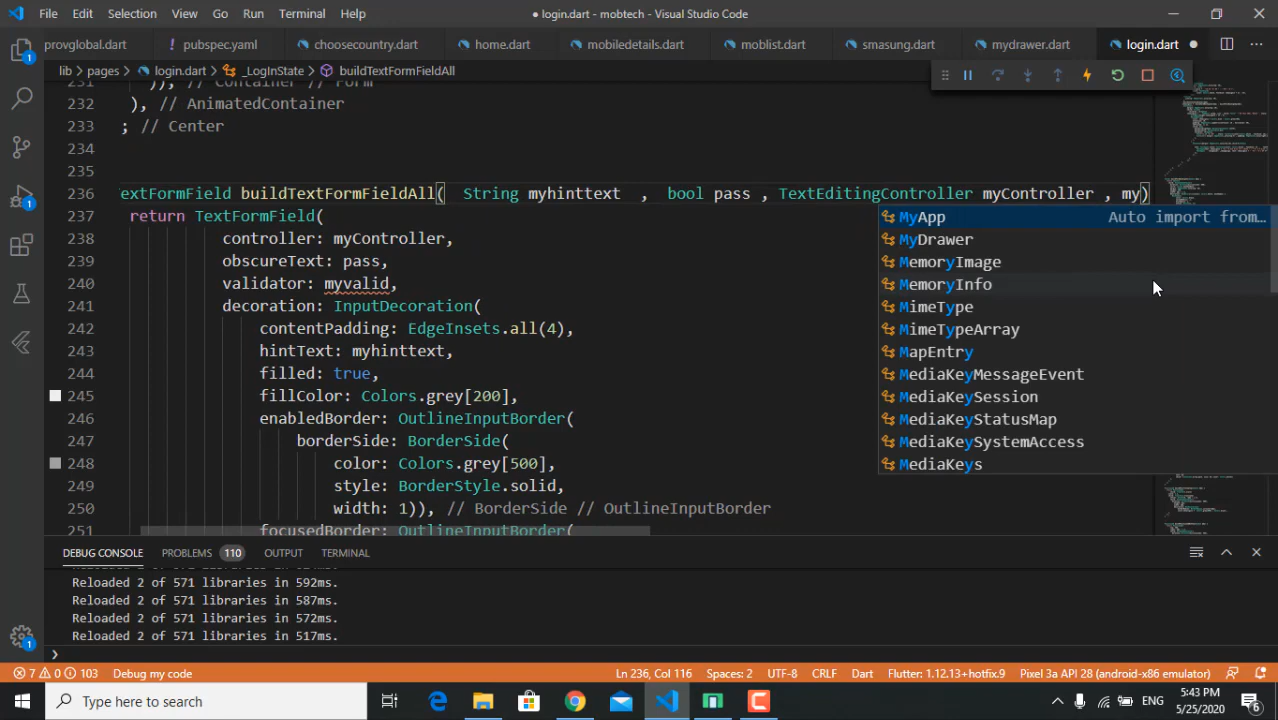 File Edit Selection View Go Run Terminal Help
● login.dart - mobtech - Visual Studio Code
provglobal.dart pubspec.yaml choosecountry.dart home.dart mobiledetails.dart moblist.dart smasung.dart mydrawer.dart login.dart ●
lib > pages > login.dart > _LogInState > buildTextFormFieldAll
231 )), // Container // Form
232 ), // AnimatedContainer
233 ; // Center
234
235
236 extFormField buildTextFormFieldAll( String myhinttext , bool pass , TextEditingController myController , my)
237 return TextFormField(
238 controller: myController,
239 obscureText: pass,
240 validator: myvalid,
241 decoration: InputDecoration(
242 contentPadding: EdgeInsets.all(4),
243 hintText: myhinttext,
244 filled: true,
245 fillColor: Colors.grey[200],
246 enabledBorder: OutlineInputBorder(
247 borderSide: BorderSide(
248 color: Colors.grey[500],
249 style: BorderStyle.solid,
250 width: 1)), // BorderSide // OutlineInputBorder
251 focusedBorder: OutlineInputBorder(
MyApp Auto import from...
MyDrawer
MemoryImage
MemoryInfo
MimeType
MimeTypeArray
MapEntry
MediaKeyMessageEvent
MediaKeySession
MediaKeyStatusMap
MediaKeySystemAccess
MediaKeys
DEBUG CONSOLE PROBLEMS 110 OUTPUT TERMINAL
Reloaded 2 of 571 libraries in 592ms.
Reloaded 2 of 571 libraries in 587ms.
Reloaded 2 of 571 libraries in 572ms.
Reloaded 2 of 571 libraries in 517ms.
>
7 0 103 Debug my code Ln 236, Col 116 Spaces: 2 UTF-8 CRLF Dart Flutter: 1.12.13+hotfix.9 Pixel 3a API 28 (android-x86 emulator)
Type here to search
ENG
5:43 PM
5/25/2020
6